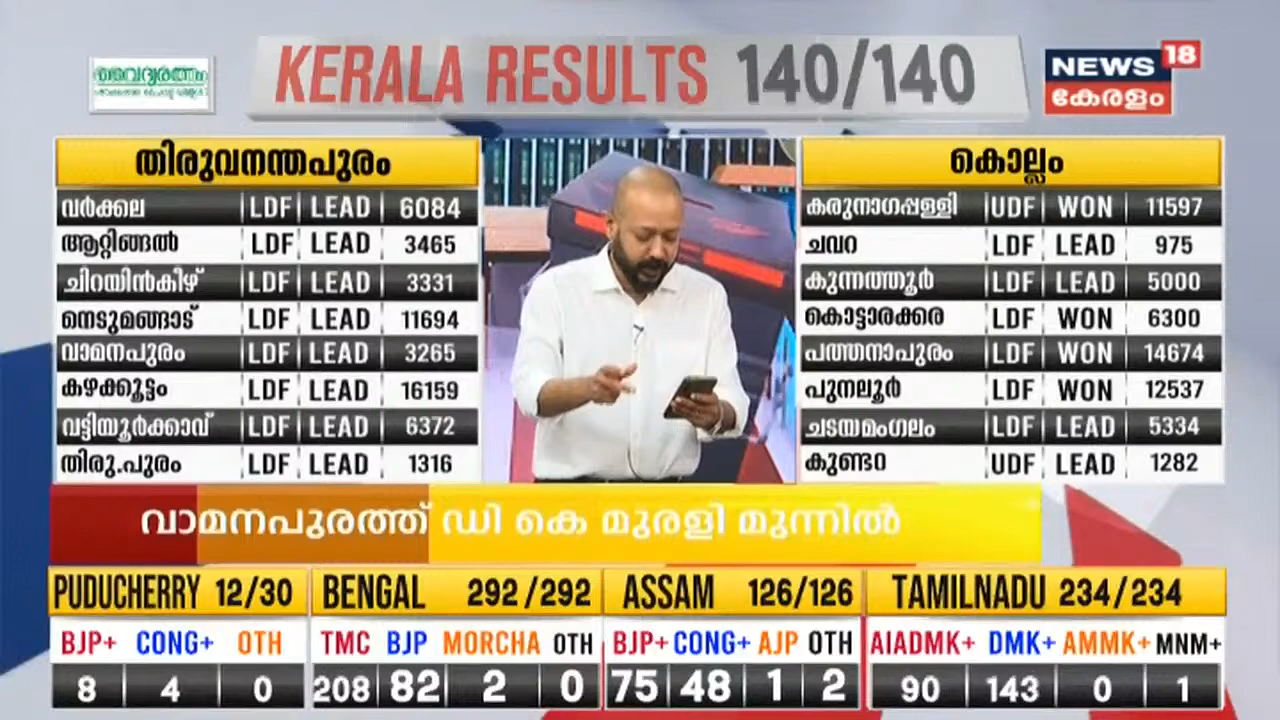 KERALA RESULTS 140/140
വൈദ്യരത്നം
NEWS 18
കേരളം
തിരുവനന്തപുരം
വർക്കല LDF LEAD 6084
ആറ്റിങ്ങൽ LDF LEAD 3465
ചിറയിൻകീഴ് LDF LEAD 3331
നെടുമങ്ങാട് LDF LEAD 11694
വാമനപുരം LDF LEAD 3265
കഴക്കൂട്ടം LDF LEAD 16159
വട്ടിയൂർക്കാവ് LDF LEAD 6372
തിരു.പുരം LDF LEAD 1316
കൊല്ലം
കരുനാഗപ്പള്ളി UDF WON 11597
ചവറ LDF LEAD 975
കുന്നത്തൂർ LDF LEAD 5000
കൊട്ടാരക്കര LDF WON 6300
പത്തനാപുരം LDF WON 14674
പുനലൂർ LDF WON 12537
ചടയമംഗലം LDF LEAD 5334
കുണ്ടറ UDF LEAD 1282
വാമനപുരത്ത് ഡി കെ മുരളി മുന്നിൽ
PUDUCHERRY 12/30
BJP+ CONG+ OTH
8 4 0
BENGAL 292/292
TMC BJP MORCHA OTH
208 82 2 0
ASSAM 126/126
BJP+ CONG+ AJP OTH
75 48 1 2
TAMILNADU 234/234
AIADMK+ DMK+ AMMK+ MNM+
90 143 0 1